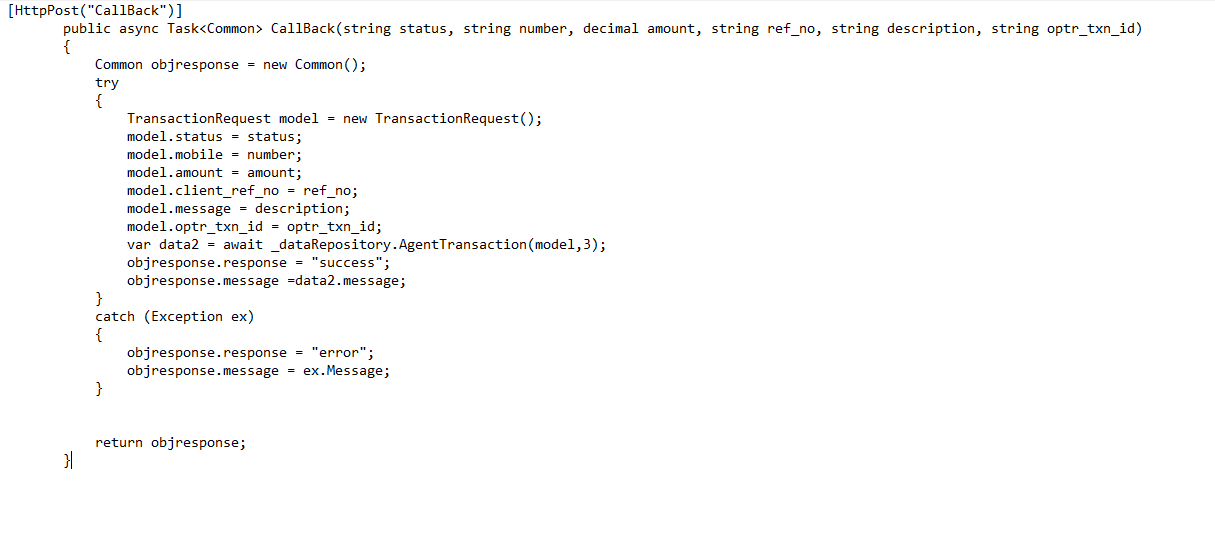 [HttpPost("CallBack")]
public async Task<Common> CallBack(string status, string number, decimal amount, string ref_no, string description, string optr_txn_id)
{
Common objresponse = new Common();
try
{
TransactionRequest model = new TransactionRequest();
model.status = status;
model.mobile = number;
model.amount = amount;
model.client_ref_no = ref_no;
model.message = description;
model.optr_txn_id = optr_txn_id;
var data2 = await _dataRepository.AgentTransaction(model,3);
objresponse.response = "success";
objresponse.message =data2.message;
}
catch (Exception ex)
{
objresponse.response = "error";
objresponse.message = ex.Message;
}
return objresponse;
}